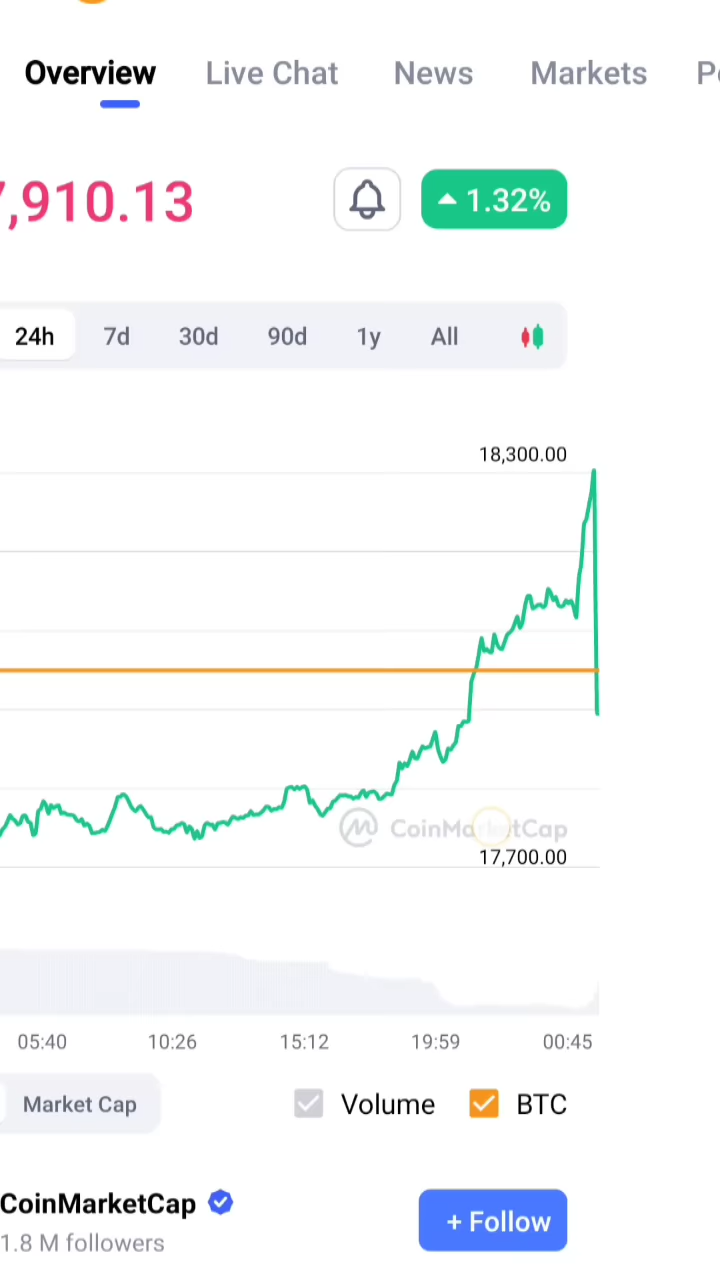 Overview Live Chat News Markets
,910.13 1.32%
24h 7d 30d 90d 1y All
18,300.00
CoinMarketCap
17,700.00
05:40 10:26 15:12 19:59 00:45
Market Cap Volume BTC
CoinMarketCap + Follow
1.8 M followers